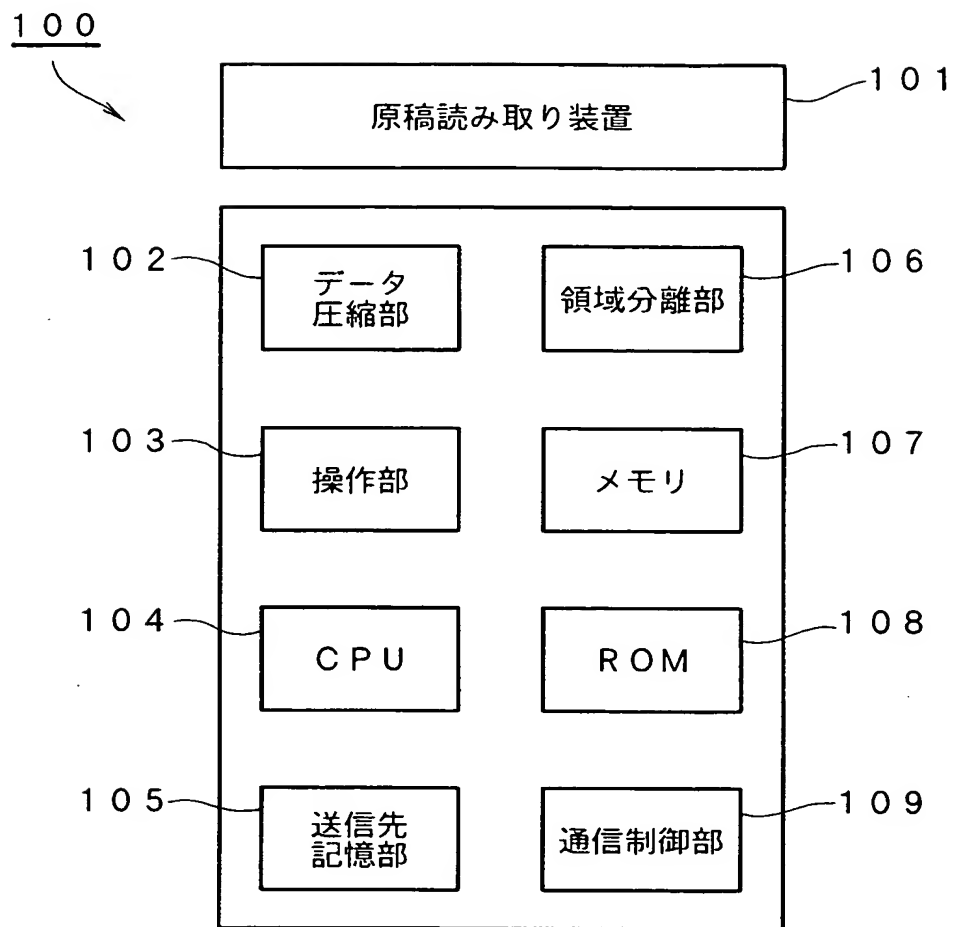 １００
１０１
原稿読み取り装置
１０２
データ
圧縮部
１０６
領域分離部
１０３
操作部
１０７
メモリ
１０４
ＣＰＵ
１０８
ＲＯＭ
１０５
送信先
記憶部
１０９
通信制御部